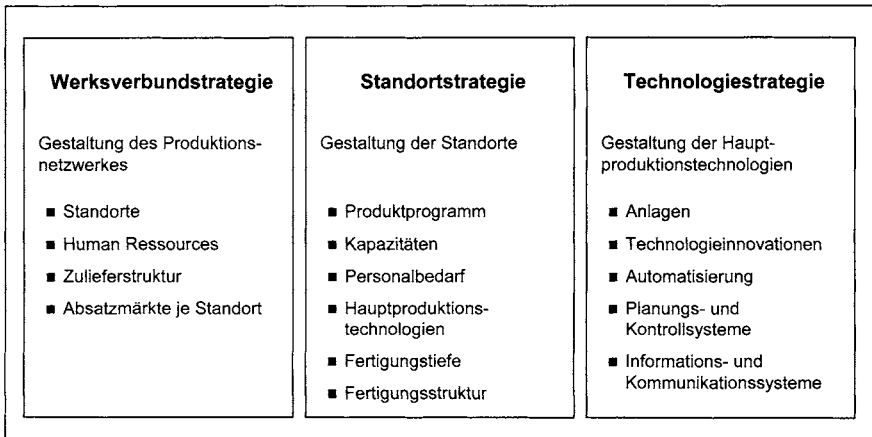 Werksverbundstrategie
Gestaltung des Produktions-
netzwerkes
■ Standorte
■ Human Ressources
■ Zulieferstruktur
■ Absatzmärkte je Standort
Standortstrategie
Gestaltung der Standorte
■ Produktprogramm
■ Kapazitäten
■ Personalbedarf
■ Hauptproduktions-
technologien
■ Fertigungstiefe
■ Fertigungsstruktur
Technologiestrategie
Gestaltung der Haupt-
produktionstechnologien
■ Anlagen
■ Technologieinnovationen
■ Automatisierung
■ Planungs- und
Kontrollsysteme
■ Informations- und
Kommunikationssysteme